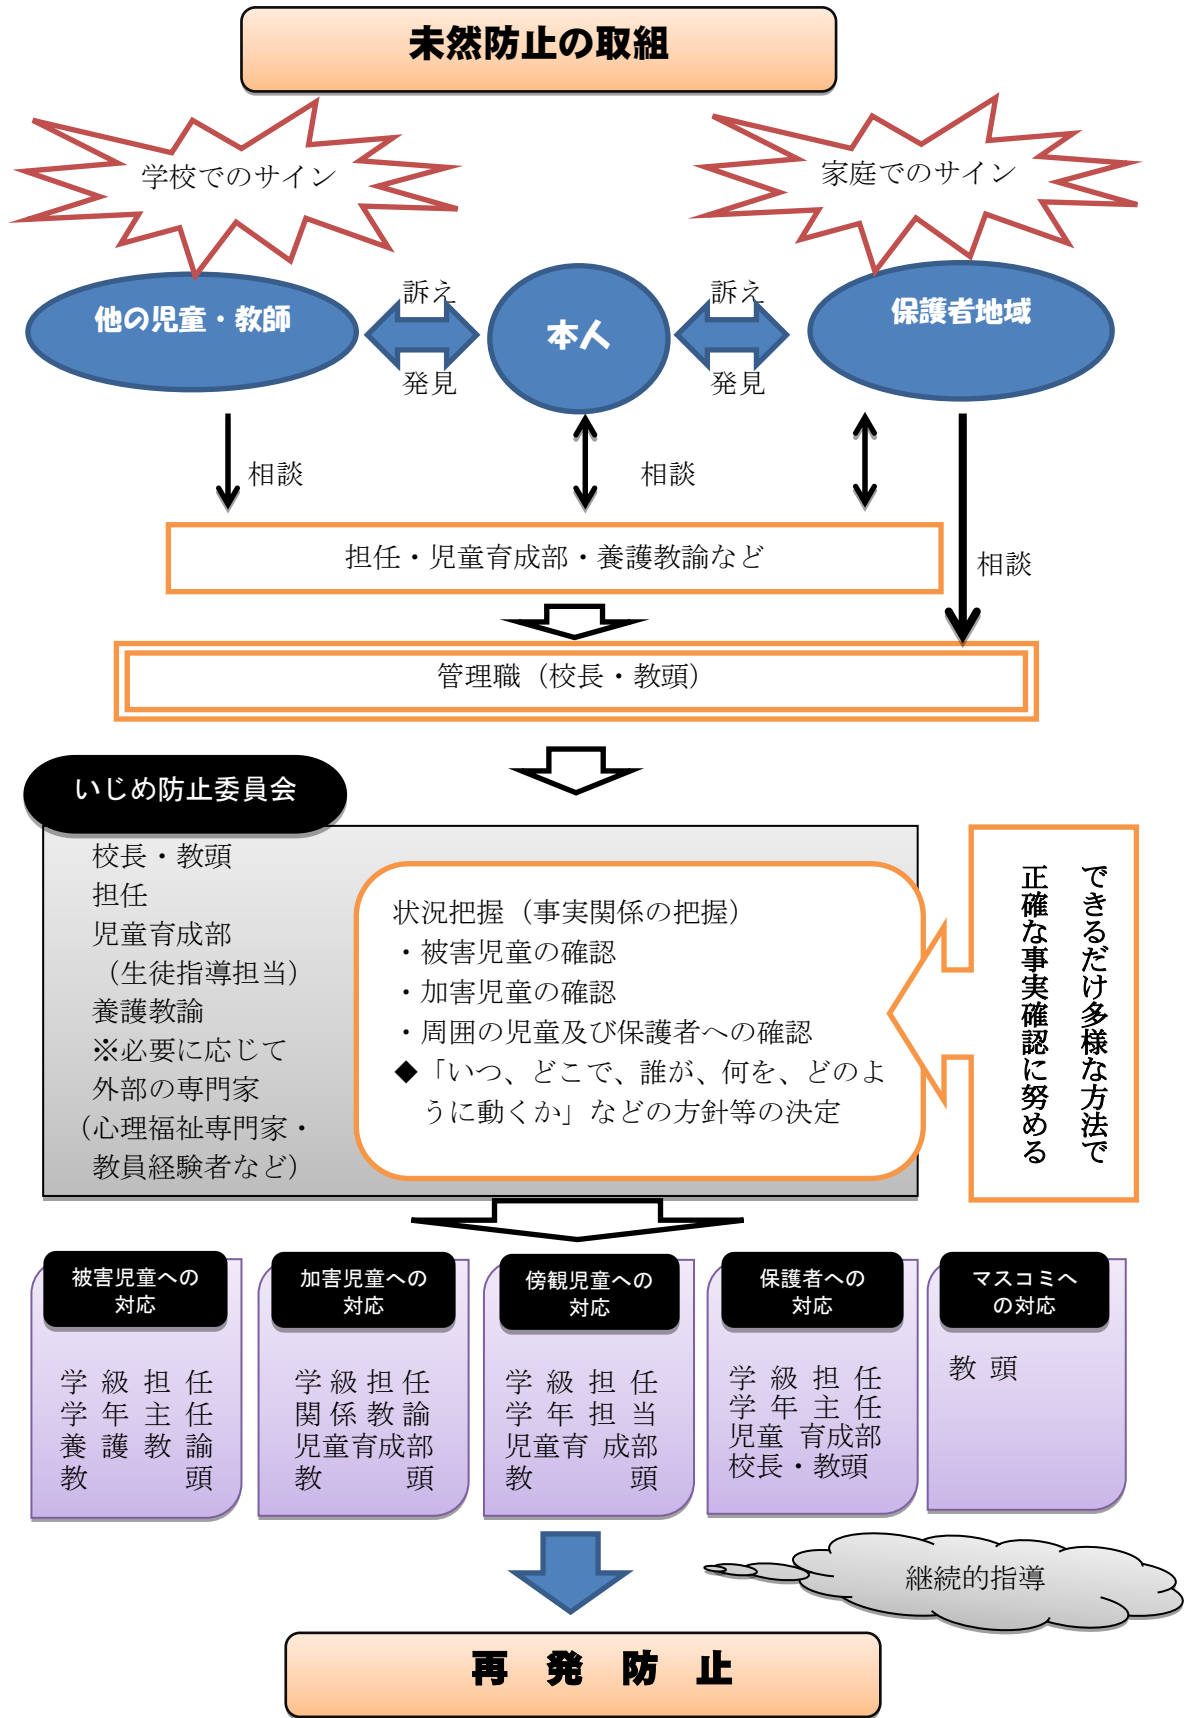 未然防止の取組
学校でのサイン
家庭でのサイン
他の児童・教師
訴え
発見
本人
訴え
発見
保護者地域
相談
相談
相談
担任・児童育成部・養護教諭など
管理職（校長・教頭）
いじめ防止委員会
校長・教頭
担任
児童育成部
（生徒指導担当）
養護教諭
※必要に応じて
外部の専門家
（心理福祉専門家・
教員経験者など）
状況把握（事実関係の把握）
・被害児童の確認
・加害児童の確認
・周囲の児童及び保護者への確認
◆「いつ、どこで、誰が、何を、どのよ
うに動くか」などの方針等の決定
できるだけ多様な方法で
正確な事実確認に努める
被害児童への
対応
学級担任
学年主任
養護教諭
教頭
加害児童への
対応
学級担任
関係教諭
児童育成部
教頭
傍観児童への
対応
学級担任
学年担当
児童育成部
教頭
保護者への
対応
学級担任
学年主任
児童育成部
校長・教頭
マスコミへ
の対応
教頭
継続的指導
再発防止